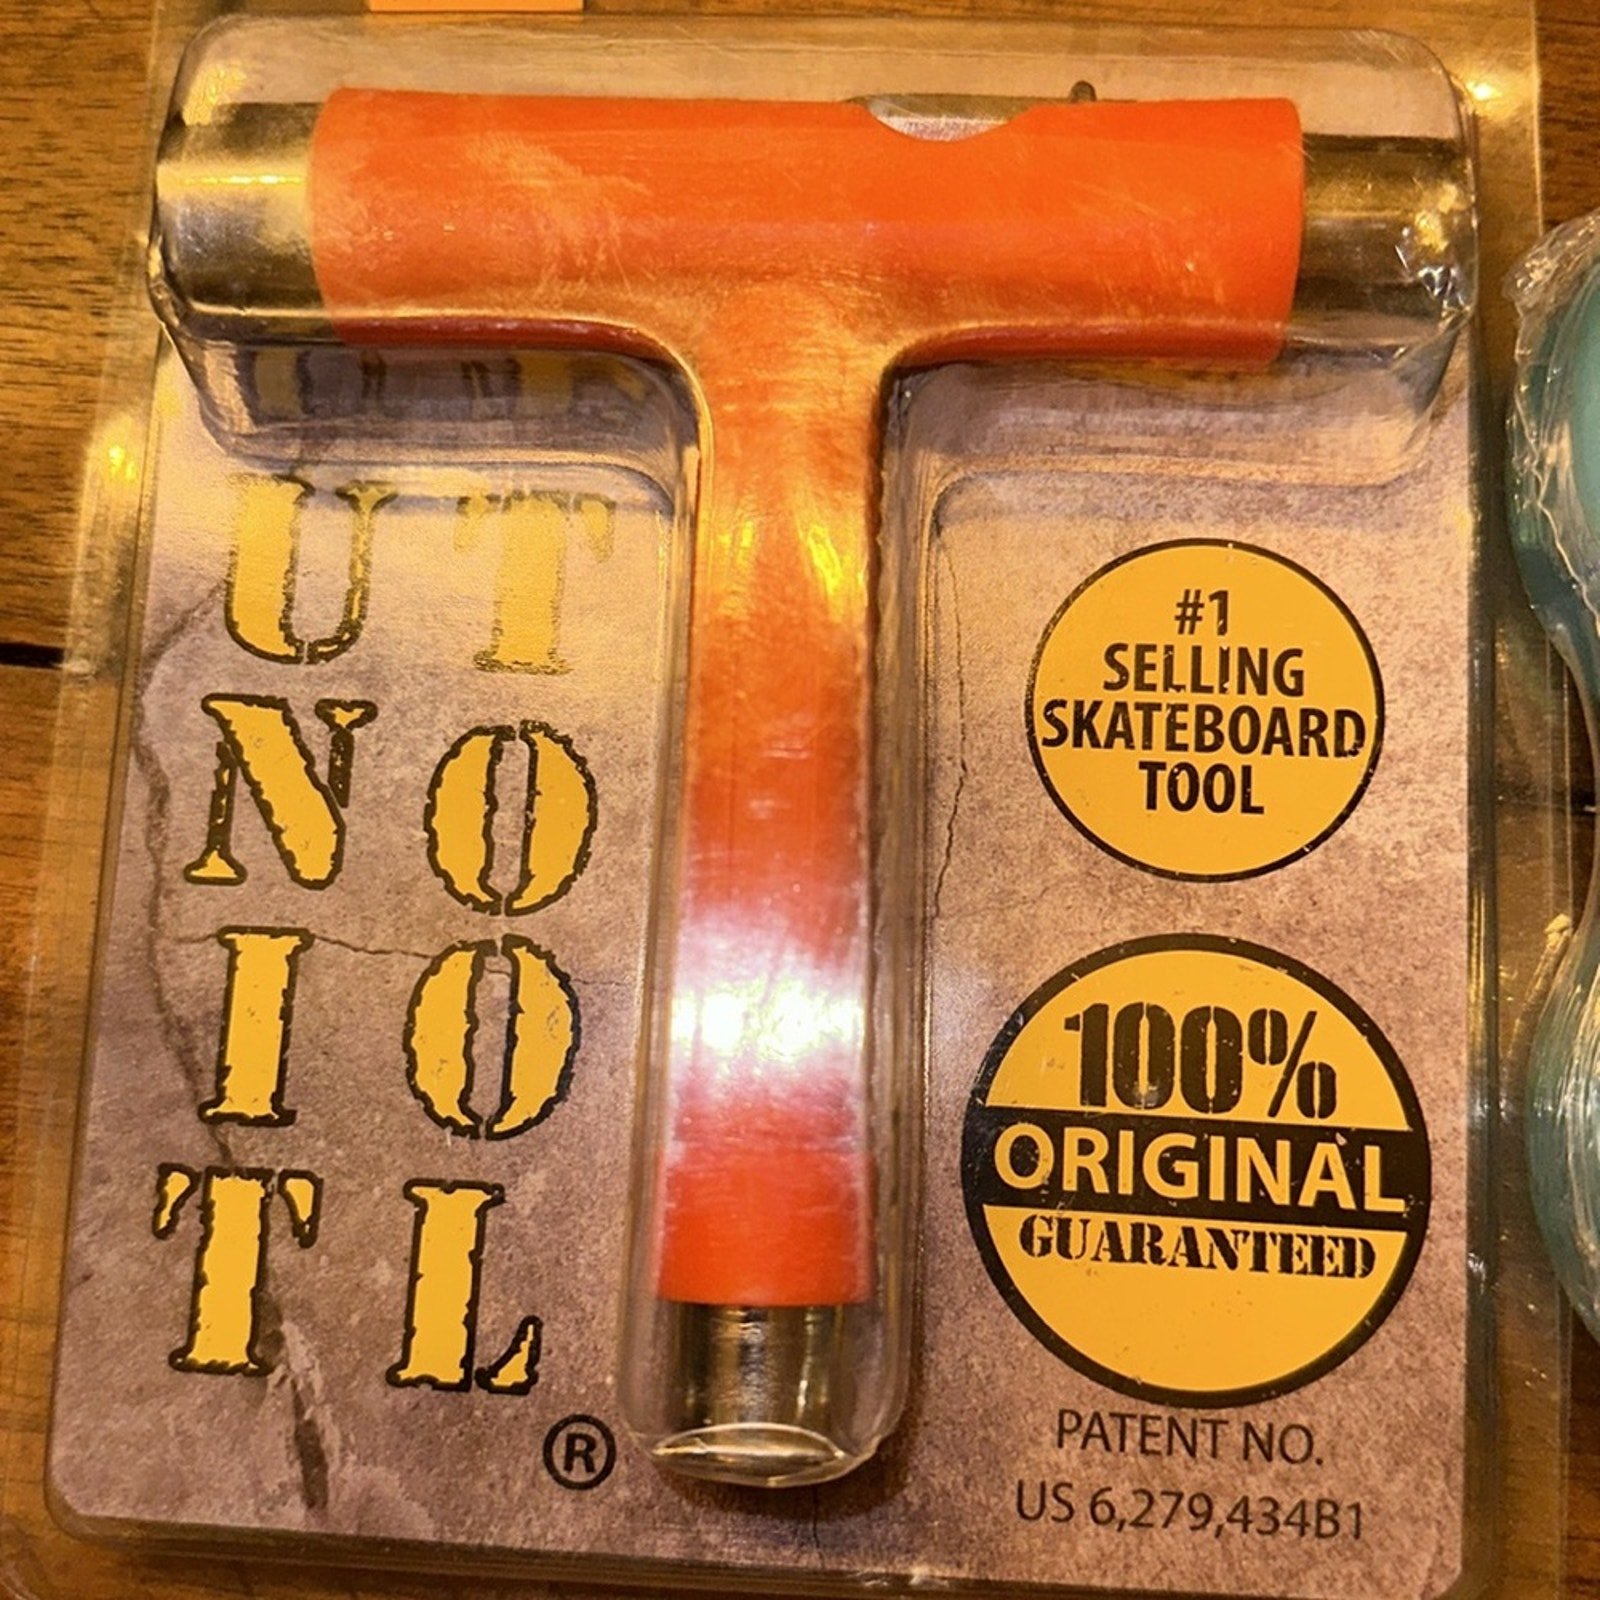 UT
NO
IO
TL
®
#1
SELLING
SKATEBOARD
TOOL
100%
ORIGINAL
GUARANTEED
PATENT NO.
US 6,279,434B1